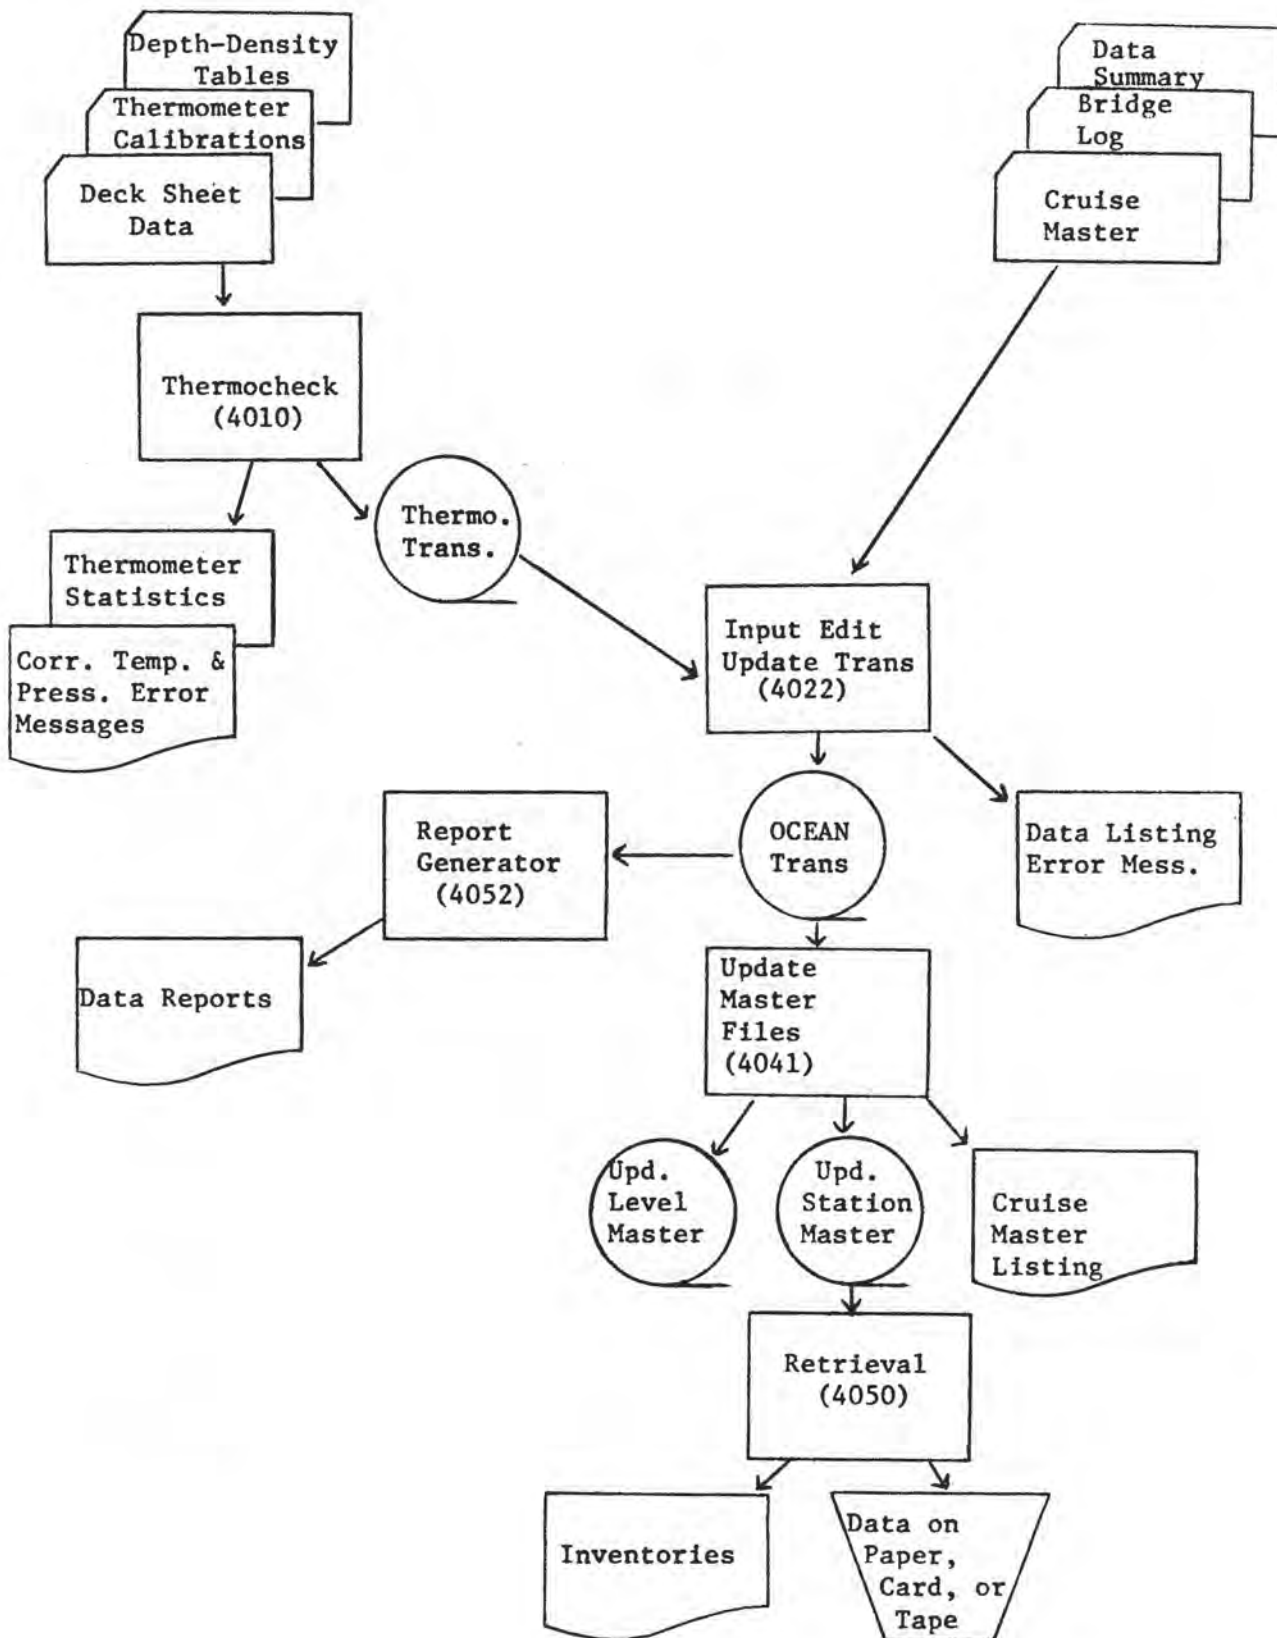 Depth-Density
Tables
Thermometer
Calibrations
Deck Sheet
Data
Data
Summary
Bridge
Log
Cruise
Master
Thermocheck
(4010)
Thermo.
Trans.
Thermometer
Statistics
Corr. Temp. &
Press. Error
Messages
Input Edit
Update Trans
(4022)
Report
Generator
(4052)
OCEAN
Trans
Data Listing
Error Mess.
Data Reports
Update
Master
Files
(4041)
Upd.
Level
Master
Upd.
Station
Master
Cruise
Master
Listing
Retrieval
(4050)
Inventories
Data on
Paper,
Card, or
Tape